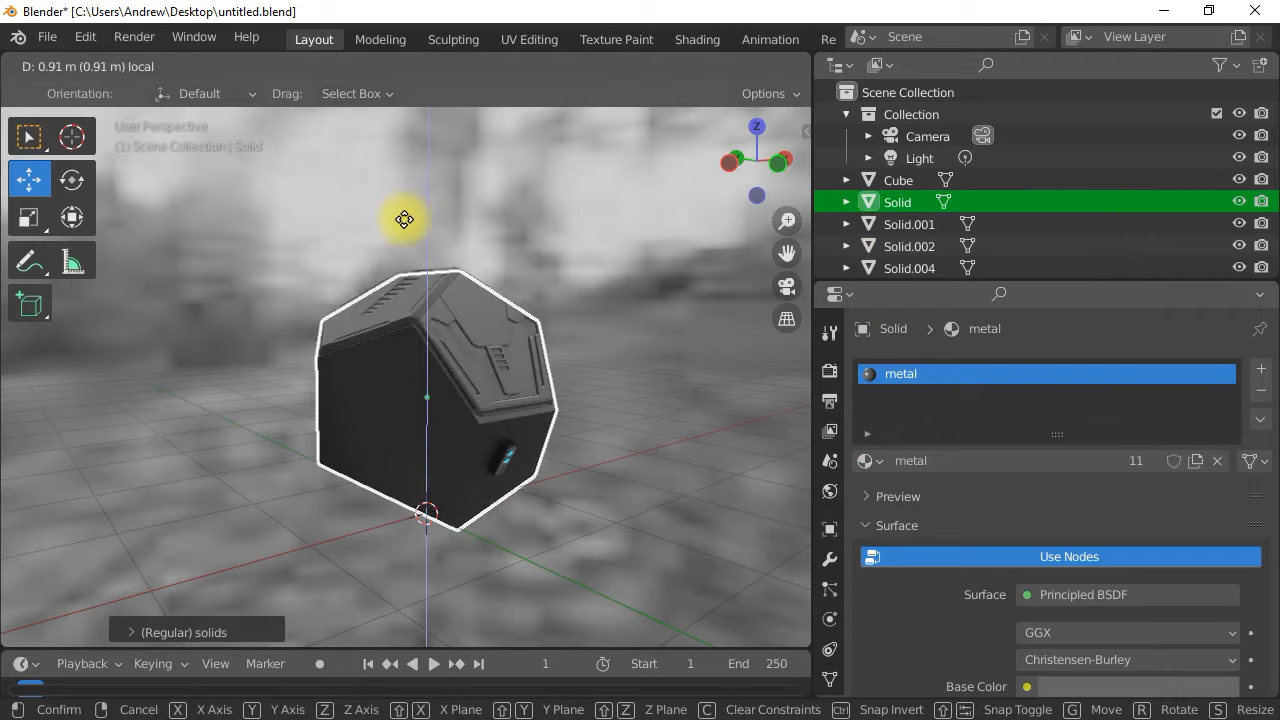 Blender* [C:\Users\Andrew\Desktop\untitled.blend]
File Edit Render Window Help Layout Modeling Sculpting UV Editing Texture Paint Shading Animation Re Scene View Layer
D: 0.91 m (0.91 m) local
Orientation: Default Drag: Select Box Options
User Perspective
(1) Scene Collection | Solid
Z
(Regular) solids
Scene Collection
Collection
Camera
Light
Cube
Solid
Solid.001
Solid.002
Solid.004
Solid > metal
metal
metal 11
Preview
Surface
Use Nodes
Surface Principled BSDF
GGX
Christensen-Burley
Base Color
Playback Keying View Marker 1 Start 1 End 250
Confirm Cancel X X Axis Y Y Axis Z Z Axis X X Plane Y Y Plane Z Z Plane C Clear Constraints Ctrl Snap Invert Snap Toggle G Move R Rotate S Resize